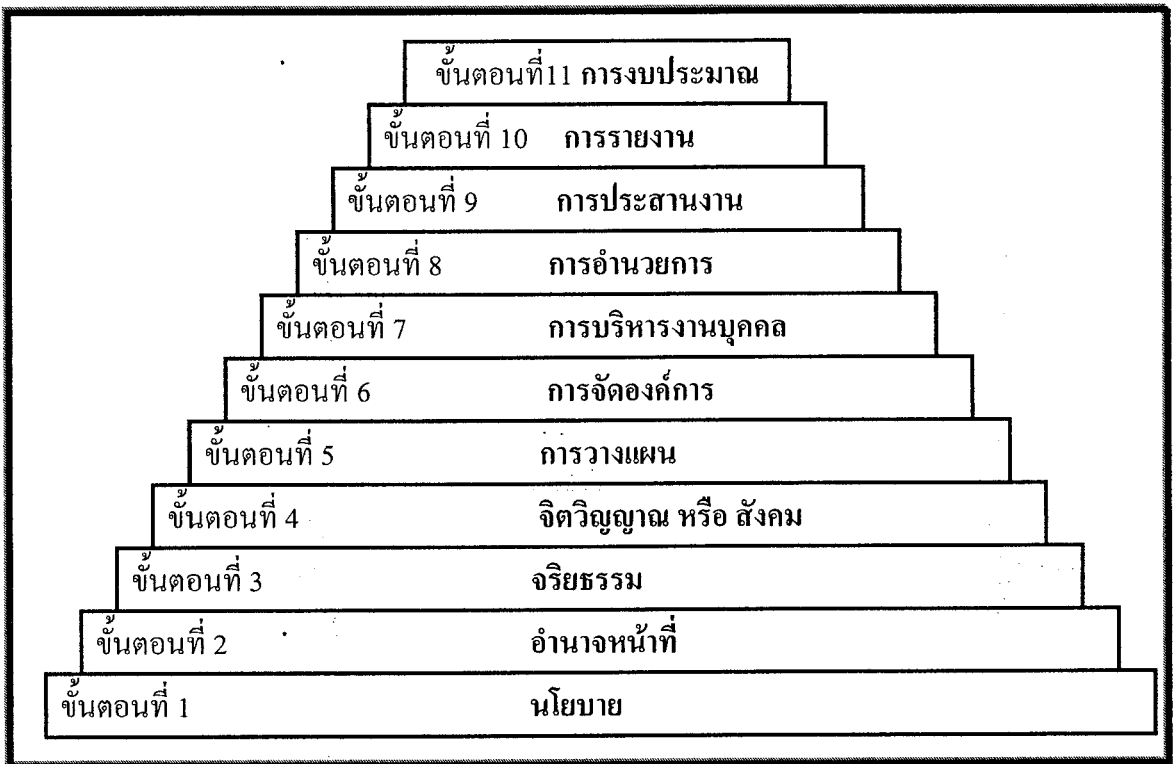 ขั้นตอนที่11 การงบประมาณ
ขั้นตอนที่ 10 การรายงาน
ขั้นตอนที่ 9 การประสานงาน
ขั้นตอนที่ 8 การอำนวยการ
ขั้นตอนที่ 7 การบริหารงานบุคคล
ขั้นตอนที่ 6 การจัดองค์การ
ขั้นตอนที่ 5 การวางแผน
ขั้นตอนที่ 4 จิตวิญญาณ หรือ สังคม
ขั้นตอนที่ 3 จริยธรรม
ขั้นตอนที่ 2 อำนาจหน้าที่
ขั้นตอนที่ 1 นโยบาย